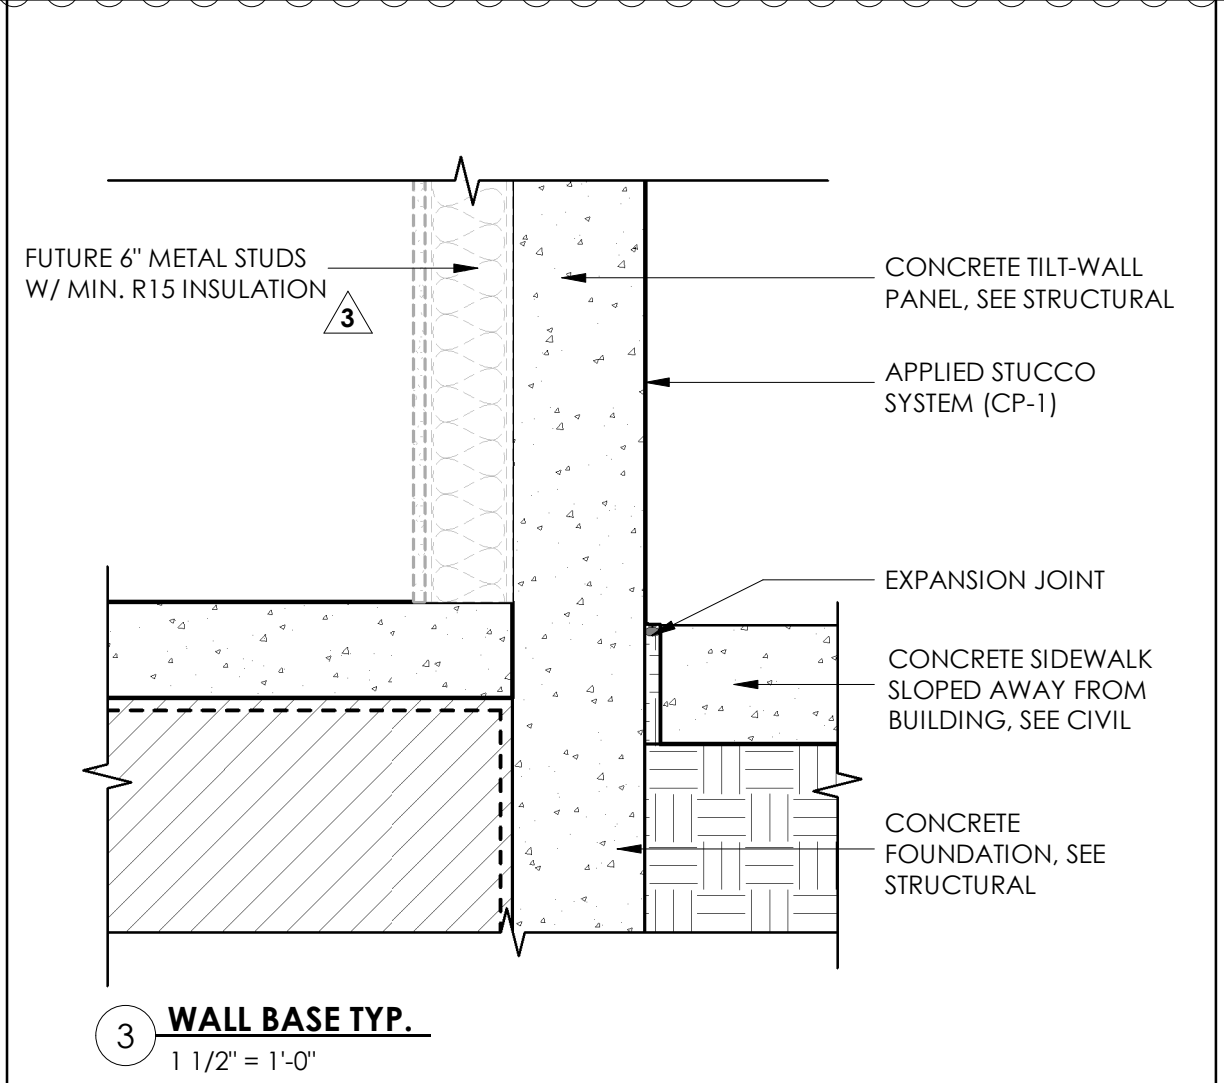 FUTURE 6" METAL STUDS
W/ MIN. R15 INSULATION
3
CONCRETE TILT-WALL
PANEL, SEE STRUCTURAL
APPLIED STUCCO
SYSTEM (CP-1)
EXPANSION JOINT
CONCRETE SIDEWALK
SLOPED AWAY FROM
BUILDING, SEE CIVIL
CONCRETE
FOUNDATION, SEE
STRUCTURAL
3 WALL BASE TYP.
1 1/2" = 1'-0"